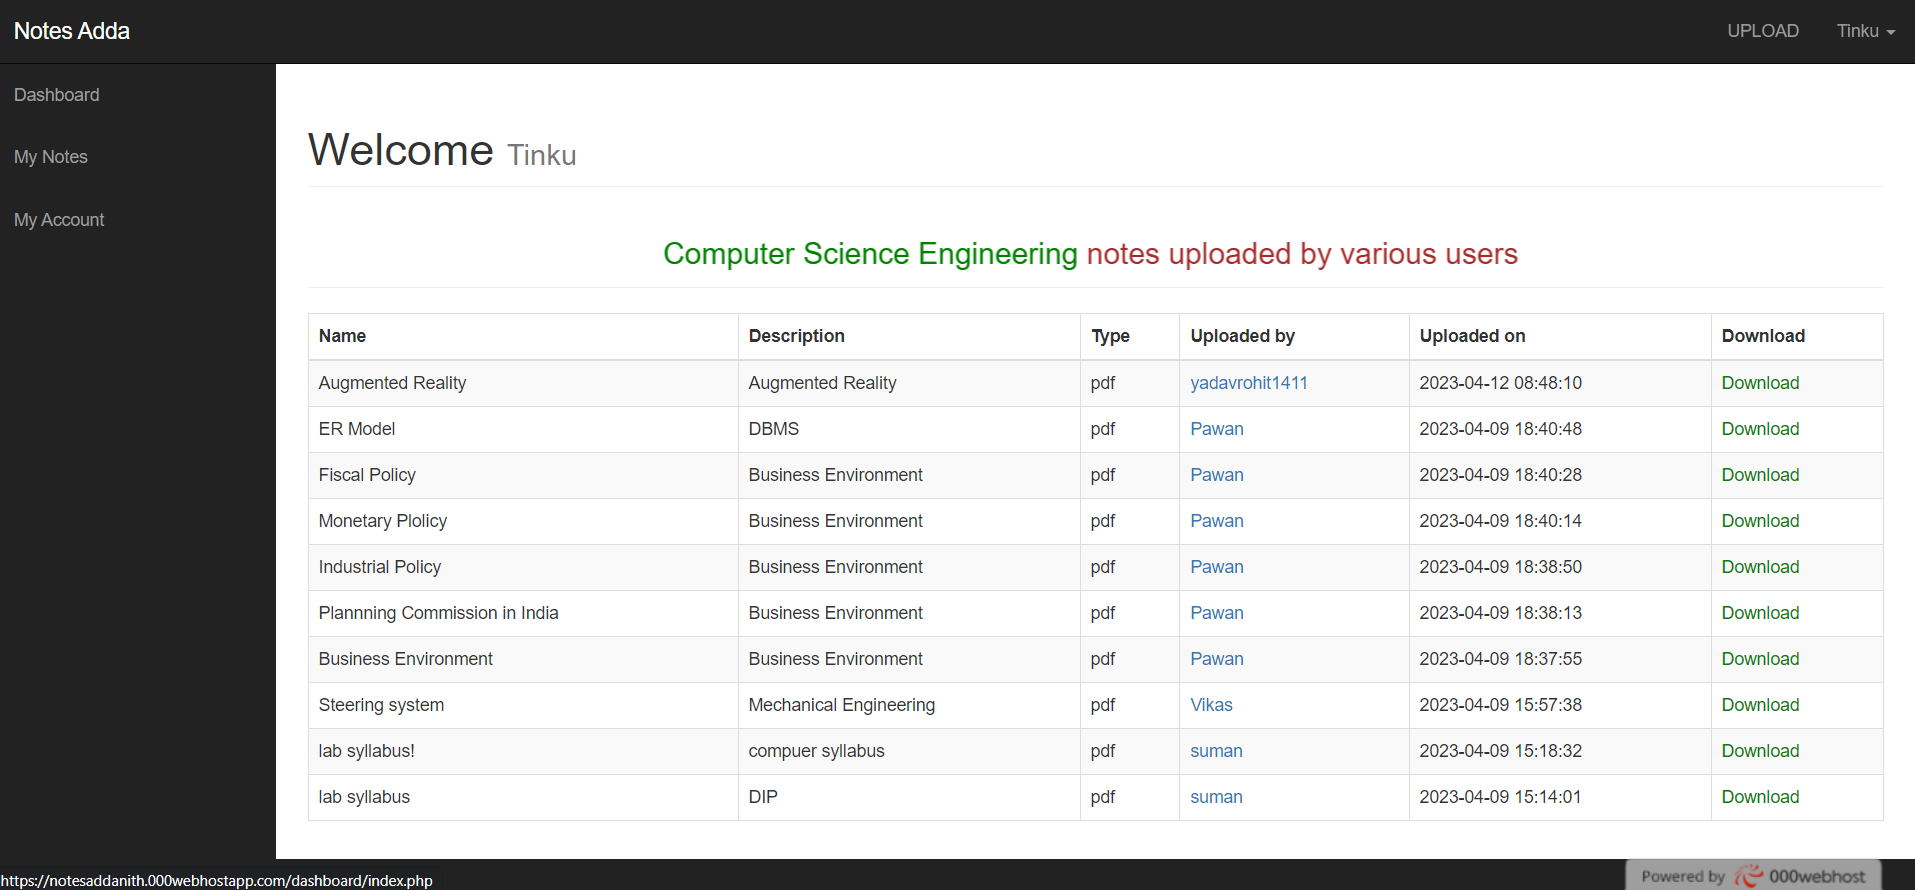 Notes Adda UPLOAD Tinku
Dashboard
My Notes
My Account
Welcome Tinku
Computer Science Engineering notes uploaded by various users
Name Description Type Uploaded by Uploaded on Download
Augmented Reality Augmented Reality pdf yadavrohit1411 2023-04-12 08:48:10 Download
ER Model DBMS pdf Pawan 2023-04-09 18:40:48 Download
Fiscal Policy Business Environment pdf Pawan 2023-04-09 18:40:28 Download
Monetary Plolicy Business Environment pdf Pawan 2023-04-09 18:40:14 Download
Industrial Policy Business Environment pdf Pawan 2023-04-09 18:38:50 Download
Plannning Commission in India Business Environment pdf Pawan 2023-04-09 18:38:13 Download
Business Environment Business Environment pdf Pawan 2023-04-09 18:37:55 Download
Steering system Mechanical Engineering pdf Vikas 2023-04-09 15:57:38 Download
lab syllabus! compuer syllabus pdf suman 2023-04-09 15:18:32 Download
lab syllabus DIP pdf suman 2023-04-09 15:14:01 Download
https://notesaddanith.000webhostapp.com/dashboard/index.php
Powered by 000webhost